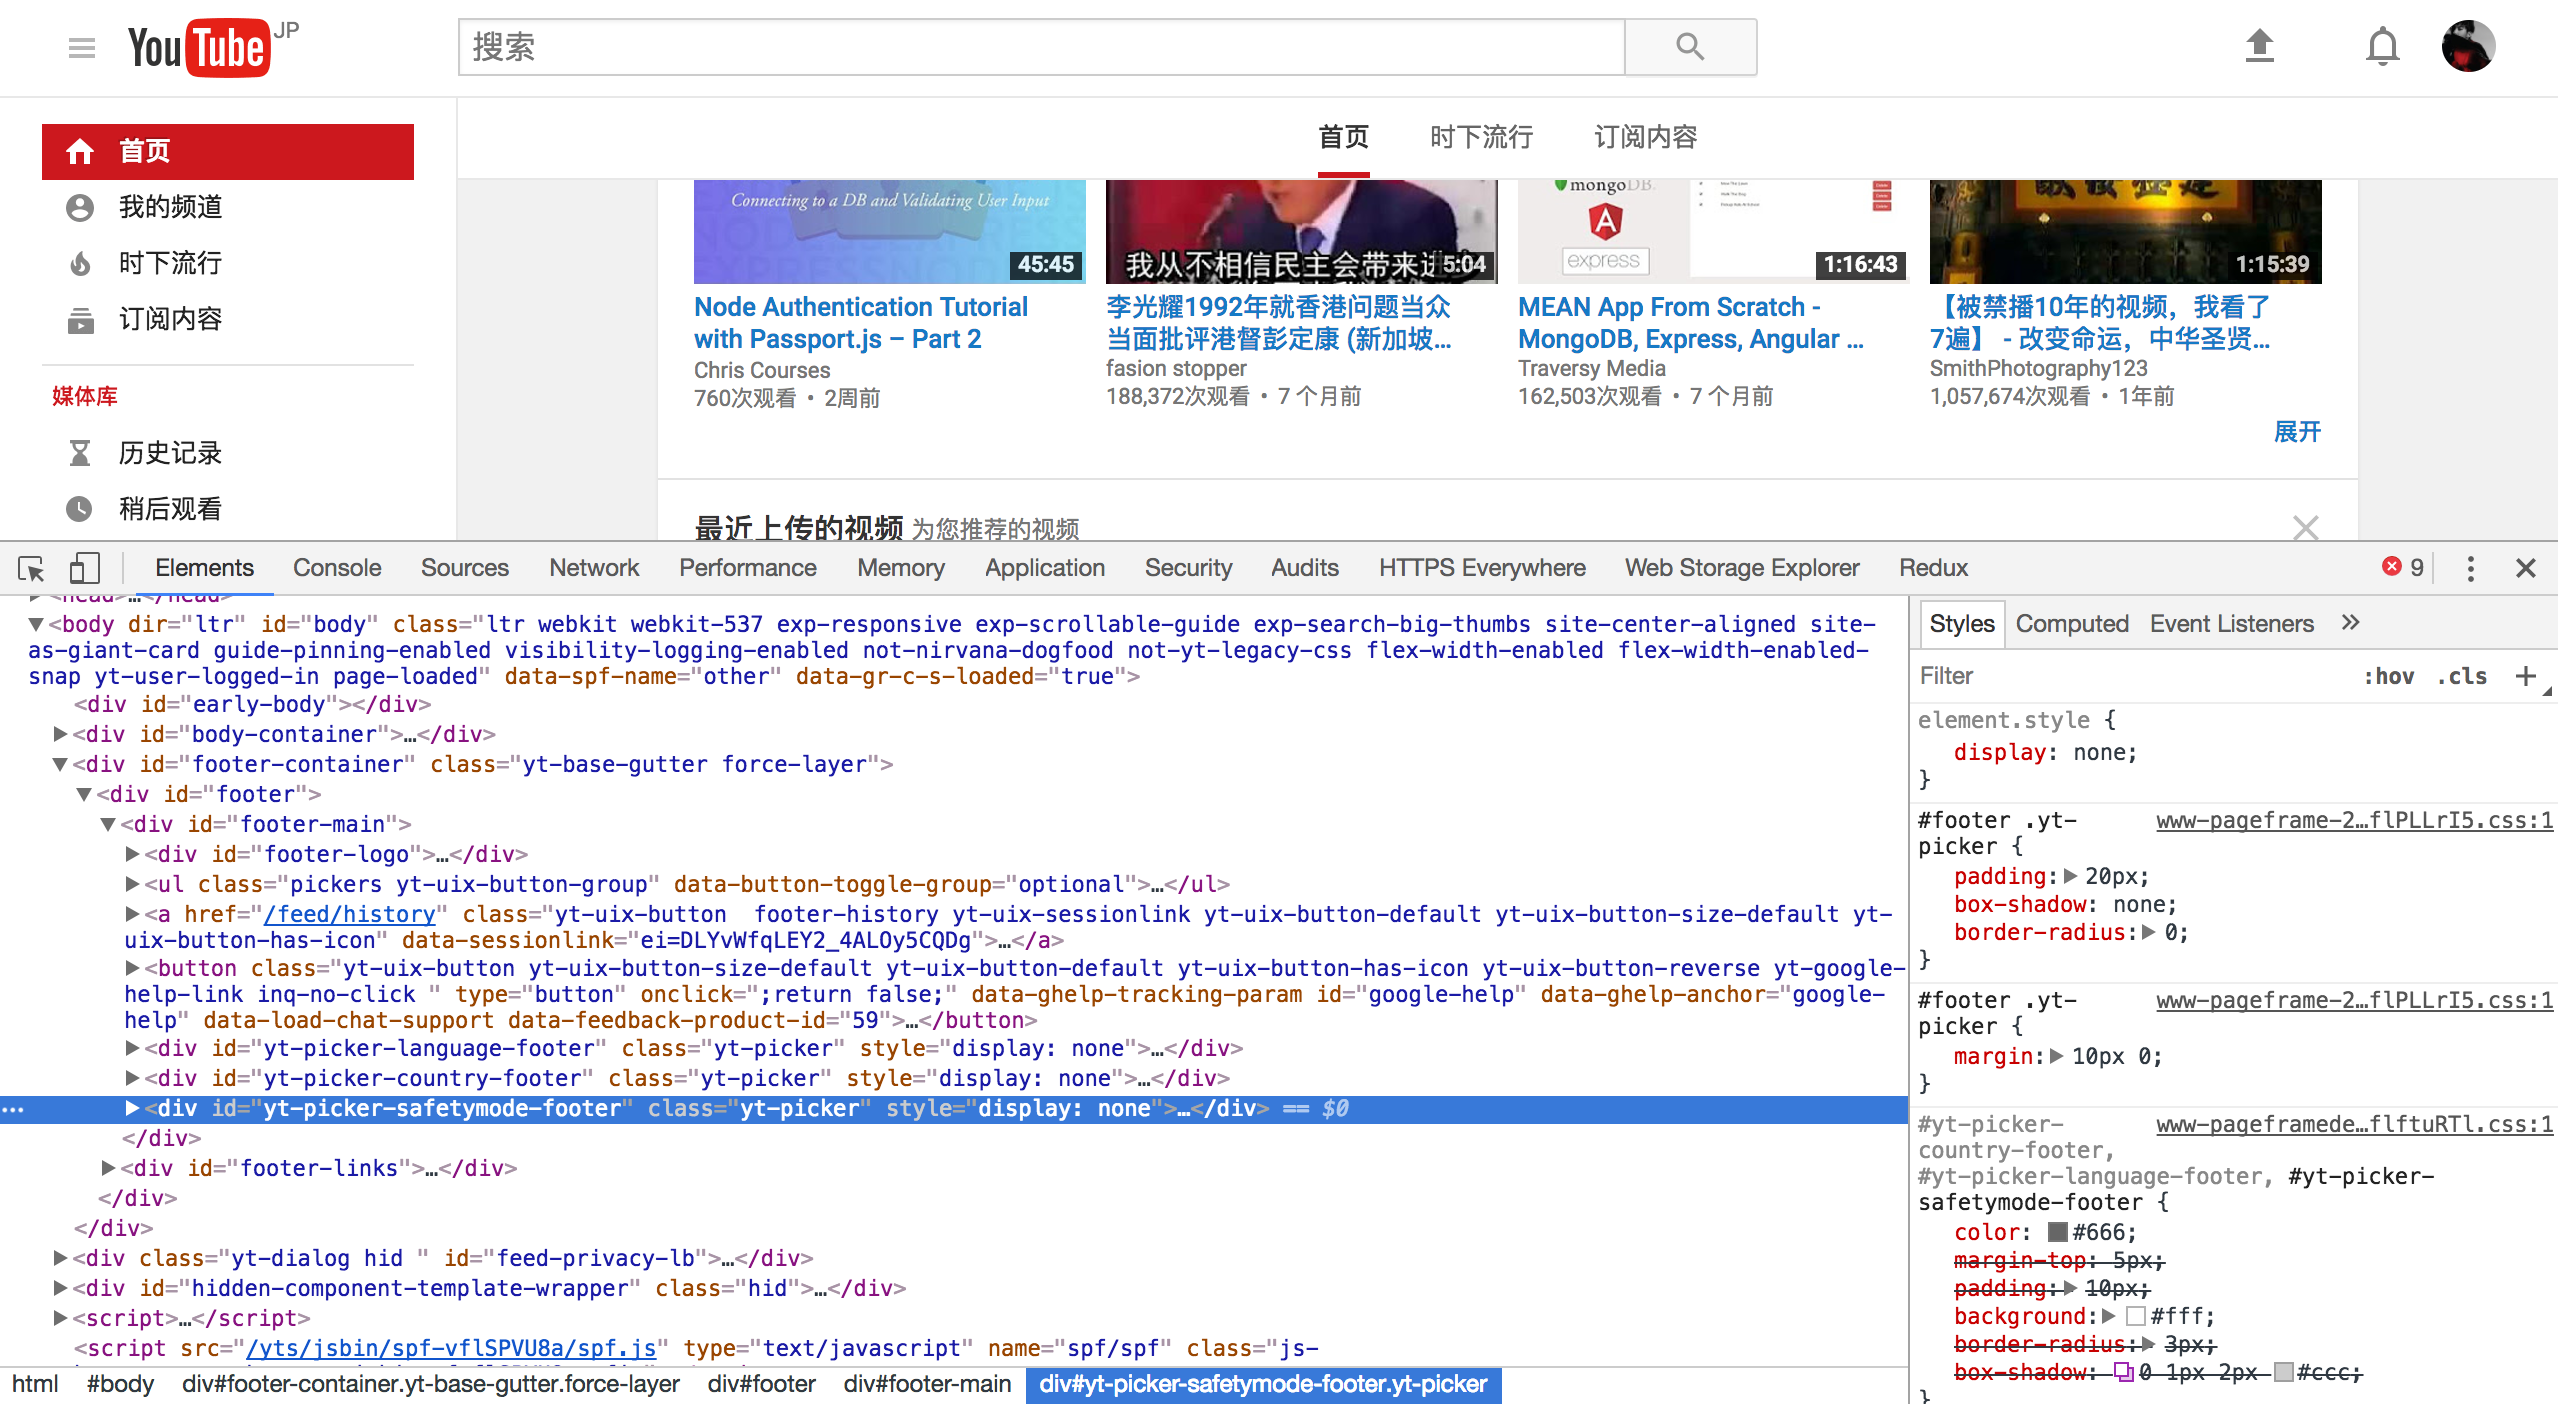 YouTube JP
搜索
首页
我的频道
时下流行
订阅内容
媒体库
历史记录
稍后观看
首页 时下流行 订阅内容
Connecting to a DB and Validating User Input
45:45
Node Authentication Tutorial
with Passport.js – Part 2
Chris Courses
760次观看 • 2周前
我从不相信民主会带来进
5:04
李光耀1992年就香港问题当众
当面批评港督彭定康 (新加坡...
fasion stopper
188,372次观看 • 7 个月前
mongoDB
express
1:16:43
MEAN App From Scratch -
MongoDB, Express, Angular ...
Traversy Media
162,503次观看 • 7 个月前
1:15:39
【被禁播10年的视频，我看了
7遍】 - 改变命运，中华圣贤...
SmithPhotography123
1,057,674次观看 • 1年前
展开
最近上传的视频 为您推荐的视频
Elements Console Sources Network Performance Memory Application Security Audits HTTPS Everywhere Web Storage Explorer Redux 9
<head>…</head>
<body dir="ltr" id="body" class="ltr webkit webkit-537 exp-responsive exp-scrollable-guide exp-search-big-thumbs site-center-aligned site-
as-giant-card guide-pinning-enabled visibility-logging-enabled not-nirvana-dogfood not-yt-legacy-css flex-width-enabled flex-width-enabled-
snap yt-user-logged-in page-loaded" data-spf-name="other" data-gr-c-s-loaded="true">
<div id="early-body"></div>
<div id="body-container">…</div>
<div id="footer-container" class="yt-base-gutter force-layer">
<div id="footer">
<div id="footer-main">
<div id="footer-logo">…</div>
<ul class="pickers yt-uix-button-group" data-button-toggle-group="optional">…</ul>
<a href="/feed/history" class="yt-uix-button  footer-history yt-uix-sessionlink yt-uix-button-default yt-uix-button-size-default yt-
uix-button-has-icon" data-sessionlink="ei=DLYvWfqLEY2_4ALOy5CQDg">…</a>
<button class="yt-uix-button yt-uix-button-size-default yt-uix-button-default yt-uix-button-has-icon yt-uix-button-reverse yt-google-
help-link inq-no-click " type="button" onclick=";return false;" data-ghelp-tracking-param id="google-help" data-ghelp-anchor="google-
help" data-load-chat-support data-feedback-product-id="59">…</button>
<div id="yt-picker-language-footer" class="yt-picker" style="display: none">…</div>
<div id="yt-picker-country-footer" class="yt-picker" style="display: none">…</div>
<div id="yt-picker-safetymode-footer" class="yt-picker" style="display: none">…</div> == $0
</div>
<div id="footer-links">…</div>
</div>
</div>
<div class="yt-dialog hid " id="feed-privacy-lb">…</div>
<div id="hidden-component-template-wrapper" class="hid">…</div>
<script>…</script>
<script src="/yts/jsbin/spf-vflSPVU8a/spf.js" type="text/javascript" name="spf/spf" class="js-
html #body div#footer-container.yt-base-gutter.force-layer div#footer div#footer-main div#yt-picker-safetymode-footer.yt-picker
Styles Computed Event Listeners »
Filter :hov .cls +
element.style {
display: none;
}
#footer .yt- www-pageframe-2…flPLLrI5.css:1
picker {
padding: 20px;
box-shadow: none;
border-radius: 0;
}
#footer .yt- www-pageframe-2…flPLLrI5.css:1
picker {
margin: 10px 0;
}
#yt-picker- www-pageframede…flftuRTl.css:1
country-footer,
#yt-picker-language-footer, #yt-picker-
safetymode-footer {
color: #666;
margin-top: 5px;
padding: 10px;
background: #fff;
border-radius: 3px;
box-shadow: 0 1px 2px #ccc;
}